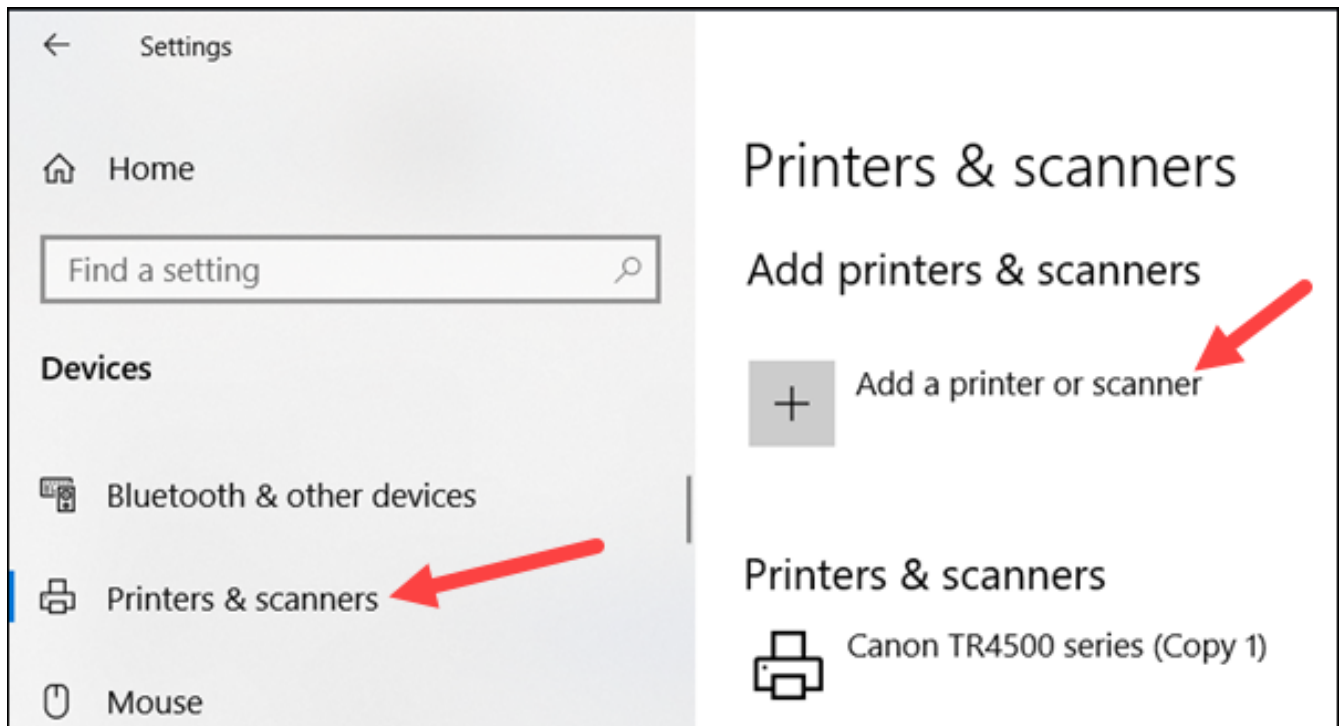 Settings
Home
Find a setting
Devices
Bluetooth & other devices
Printers & scanners
Mouse
Printers & scanners
Add printers & scanners
Add a printer or scanner
Printers & scanners
Canon TR4500 series (Copy 1)